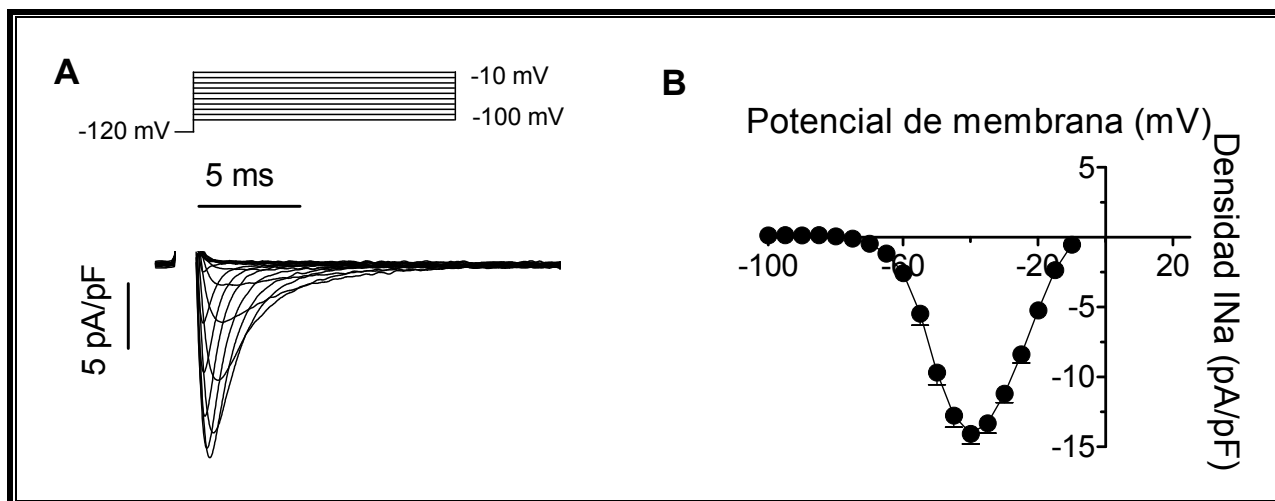 A
-10 mV
-100 mV
-120 mV
5 ms
5 pA/pF
B
Potencial de membrana (mV)
Densidad INa (pA/pF)
5
-100
-60
-20
20
-5
-10
-15